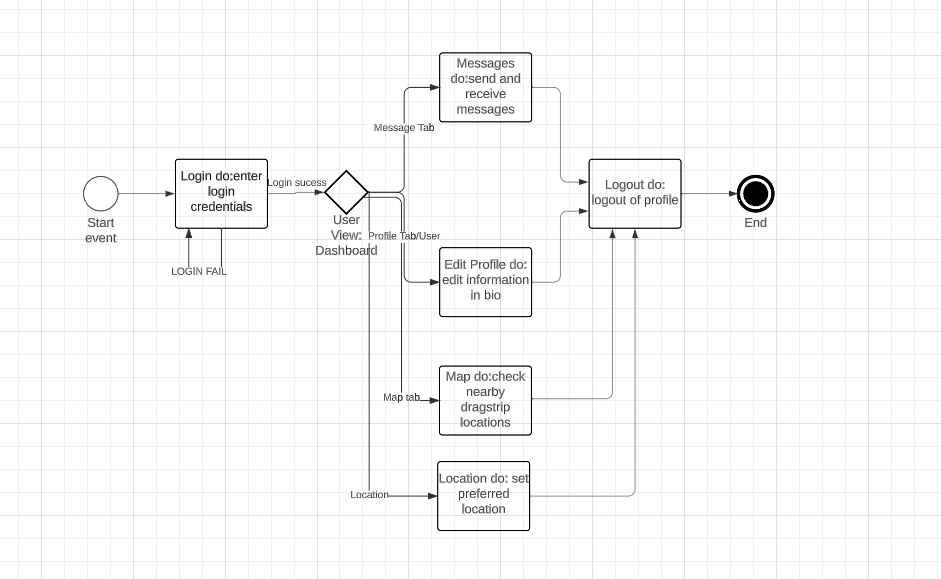 Messages
do:send and
receive
messages
Message Tab
Login do:enter
login
credentials
Login sucess
Logout do:
logout of profile
Start
event
User
View:
Dashboard
Profile Tab/User
End
LOGIN FAIL
Edit Profile do:
edit information
in bio
Map do:check
nearby
dragstrip
locations
Map tab
Location do: set
preferred
location
Location